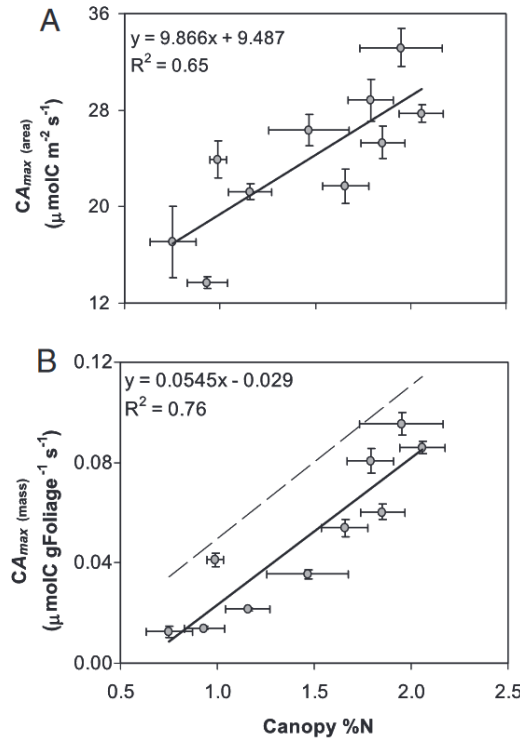 A
y = 9.866x + 9.487
R² = 0.65
36
28
20
12
CAmax (area)
(μmolC m⁻² s⁻¹)
B
y = 0.0545x - 0.029
R² = 0.76
0.12
0.08
0.04
0.00
CAmax (mass)
(μmolC gFoliage⁻¹ s⁻¹)
0.5 1.0 1.5 2.0 2.5
Canopy %N